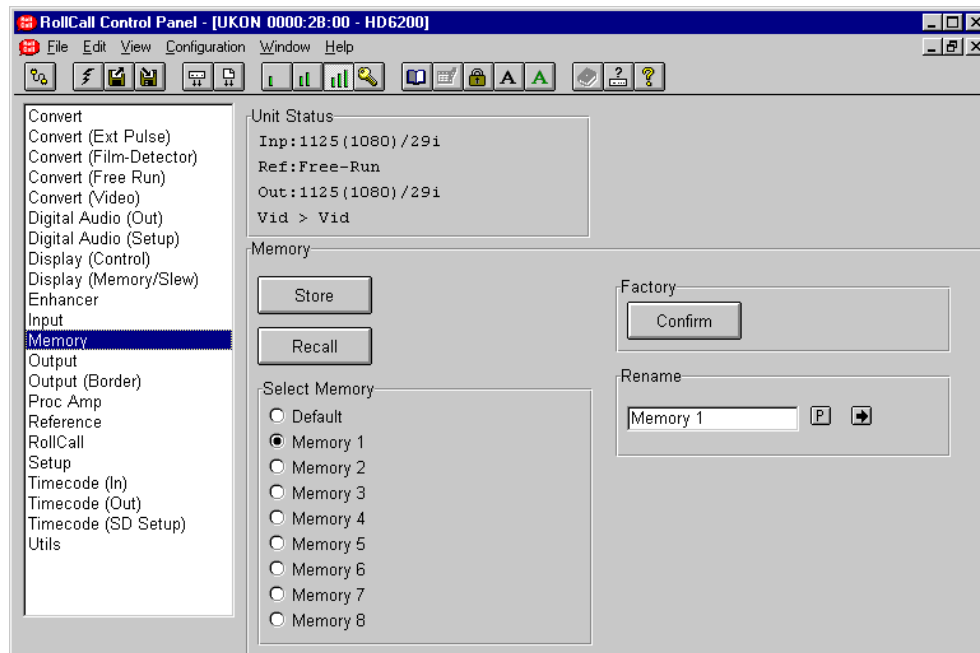 RollCall Control Panel - [UKON 0000:2B:00 - HD6200]
File Edit View Configuration Window Help
A A
Convert
Convert (Ext Pulse)
Convert (Film-Detector)
Convert (Free Run)
Convert (Video)
Digital Audio (Out)
Digital Audio (Setup)
Display (Control)
Display (Memory/Slew)
Enhancer
Input
Memory
Output
Output (Border)
Proc Amp
Reference
RollCall
Setup
Timecode (In)
Timecode (Out)
Timecode (SD Setup)
Utils
Unit Status
Inp:1125(1080)/29i
Ref:Free-Run
Out:1125(1080)/29i
Vid > Vid
Memory
Store
Recall
Select Memory
Default
Memory 1
Memory 2
Memory 3
Memory 4
Memory 5
Memory 6
Memory 7
Memory 8
Factory
Confirm
Rename
Memory 1 P